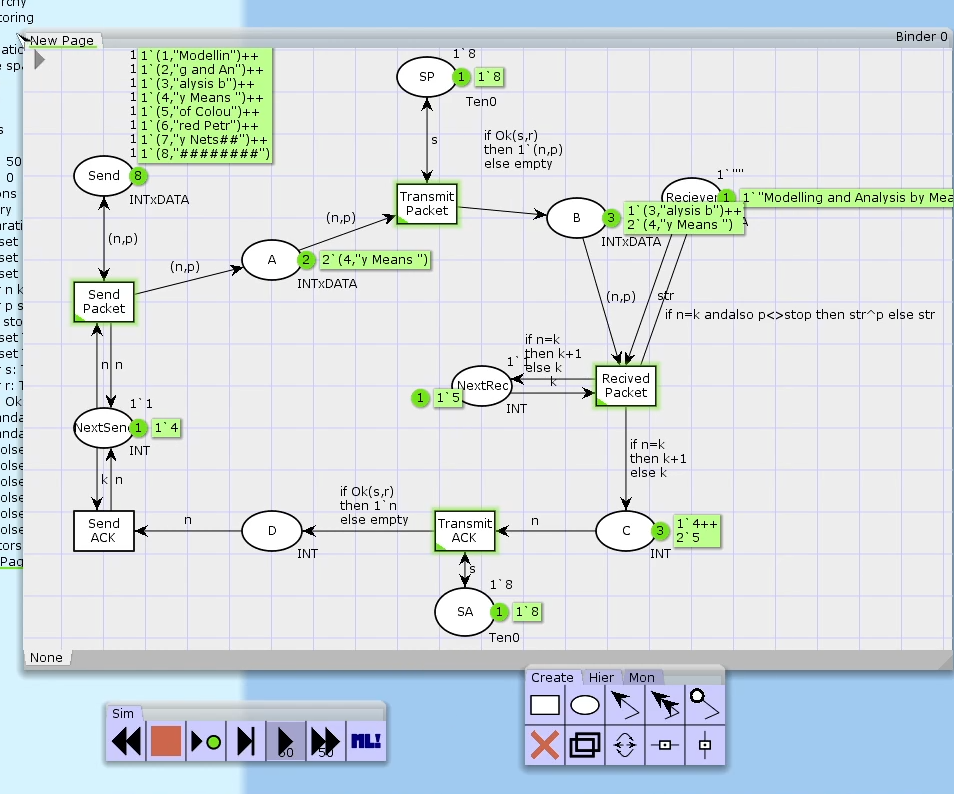 rchy
toring
New Page
Binder 0
1 1`(1,"Modellin")++
1 1`(2,"g and An")++
1 1`(3,"alysis b")++
1 1`(4,"y Means ")++
1 1`(5,"of Colou")++
1 1`(6,"red Petr")++
1 1`(7,"y Nets##")++
1 1`(8,"########")
1`8
SP
1
1`8
Ten0
s
if Ok(s,r)
then 1`(n,p)
else empty
Send
8
INTxDATA
Transmit
Packet
1`""
Reciever
1
1`"Modelling and Analysis by Mea
B
3
1`(3,"alysis b")++
2`(4,"y Means ")
INTxDATA
A
(n,p)
(n,p)
A
2
2`(4,"y Means ")
INTxDATA
(n,p)
Send
Packet
(n,p)
str
if n=k andalso p<>stop then str^p else str
n
n
if n=k
then k+1
else k
k
1`1
NextRec
1
1`5
INT
Recived
Packet
1`1
NextSen
1
1`4
INT
if n=k
then k+1
else k
k
n
Send
ACK
n
D
INT
if Ok(s,r)
then 1`n
else empty
Transmit
ACK
n
C
3
1`4++
2`5
INT
s
1`8
SA
1
1`8
Ten0
None
50
0
ons
ry
arati
set
set
set
r n k
r p s
stop
set
set
r s: T
r r: T
Ok
anda
anda
olse
olse
olse
olse
olse
tors
Pag
Sim
50
50
ML!
Create
Hier
Mon